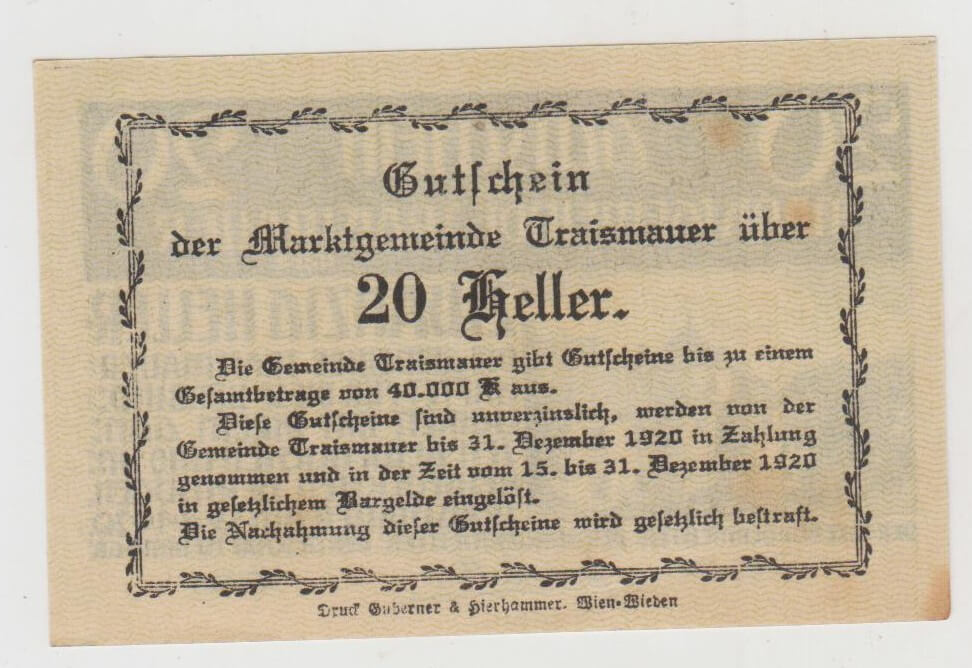 Gutschein
der Marktgemeinde Traismauer über
20 Heller.
Die Gemeinde Traismauer gibt Gutscheine bis zu einem
Gesamtbetrage von 40.000 K aus.
Diese Gutscheine sind unverzinslich, werden von der
Gemeinde Traismauer bis 31. Dezember 1920 in Zahlung
genommen und in der Zeit vom 15. bis 31. Dezember 1920
in gesetzlichem Bargelde eingelöst.
Die Nachahmung dieser Gutscheine wird gesetzlich bestraft.
Druck Guberner & Hierhammer. Wien-Wieden